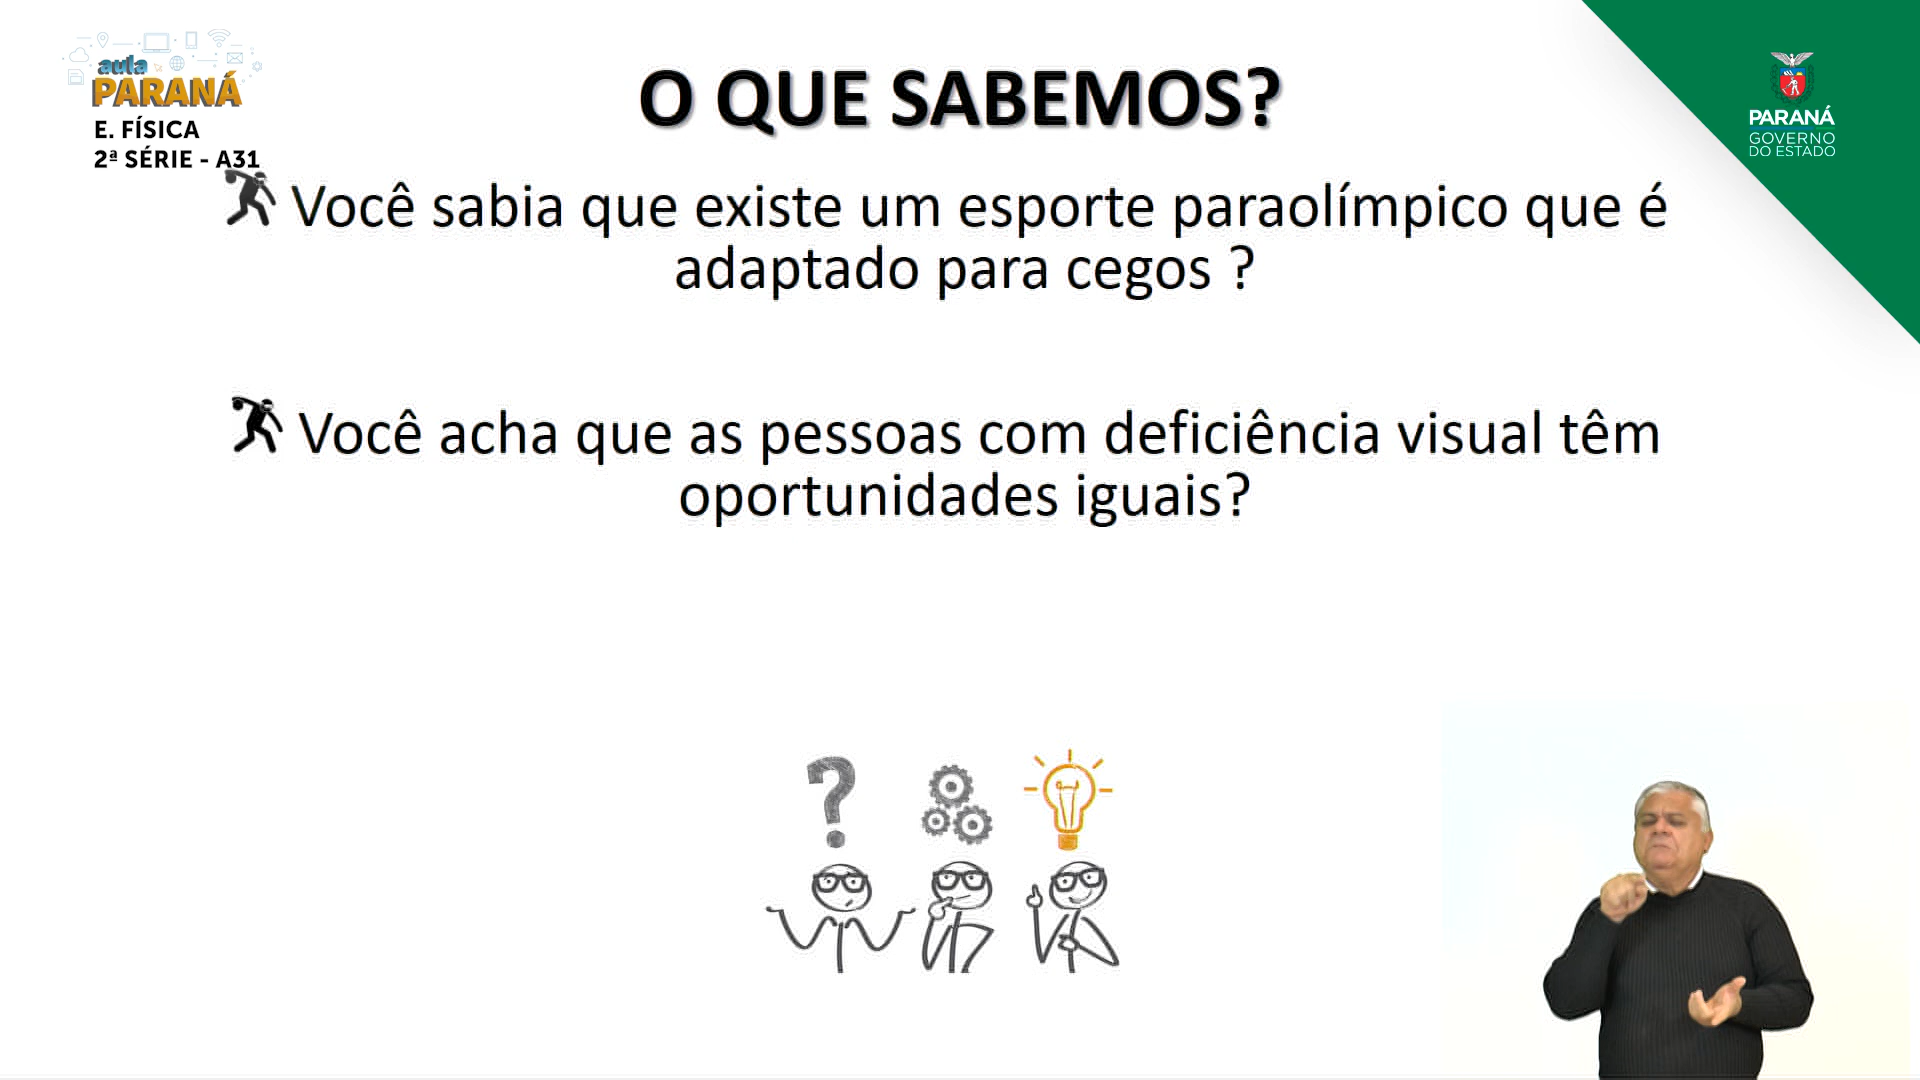 aula
PARANÁ
E. FÍSICA
2ª SÉRIE - A31
O QUE SABEMOS?
PARANÁ
GOVERNO
DO ESTADO
Você sabia que existe um esporte paraolímpico que é
adaptado para cegos ?
Você acha que as pessoas com deficiência visual têm
oportunidades iguais?